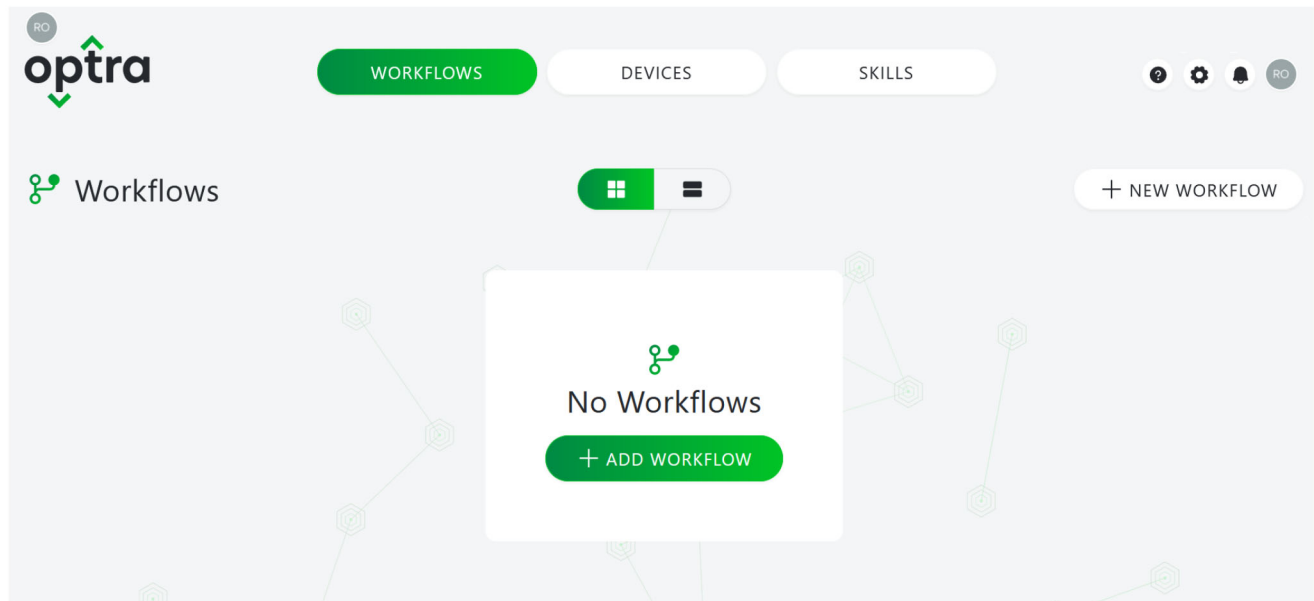 RO
optra
WORKFLOWS DEVICES SKILLS ? RO
Workflows
+ NEW WORKFLOW
No Workflows
+ ADD WORKFLOW